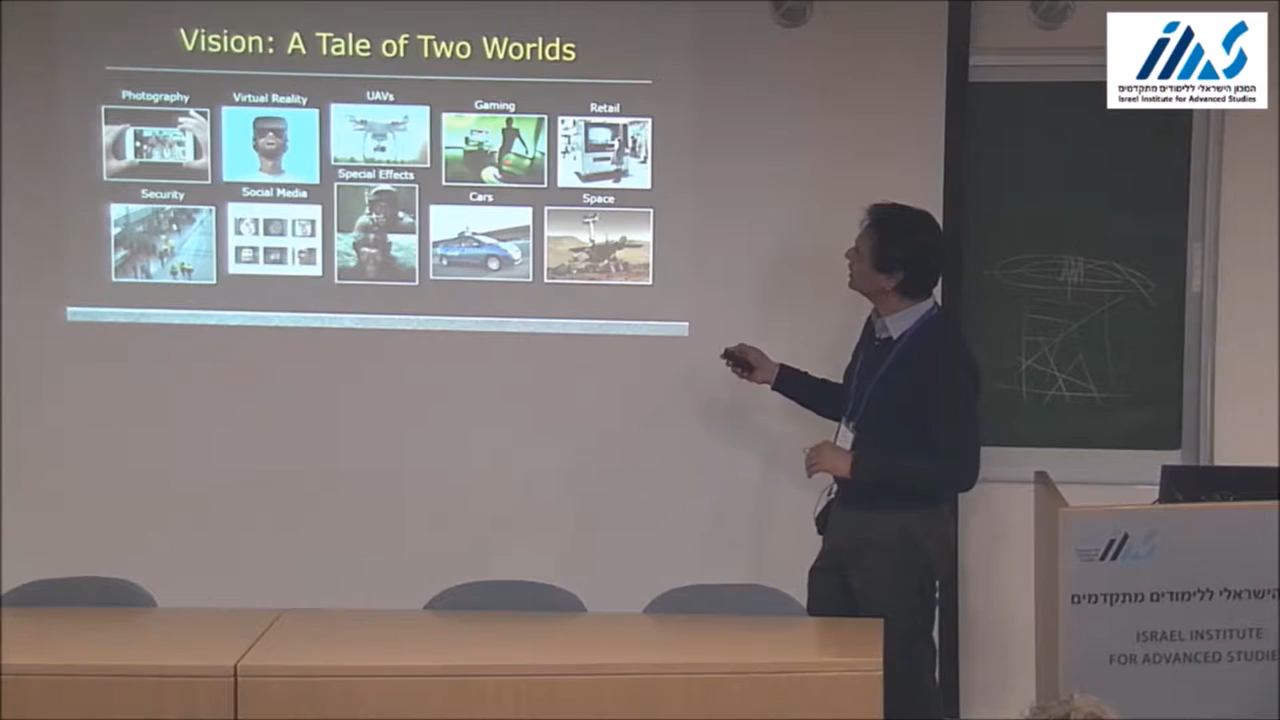 Vision: A Tale of Two Worlds
Photography
Virtual Reality
UAVs
Gaming
Retail
Security
Social Media
Special Effects
Cars
Space
המכון הישראלי ללימודים מתקדמים
Israel Institute for Advanced Studies
הישראלי ללימודים מתקדמים
ISRAEL INSTITUTE
FOR ADVANCED STUDIE